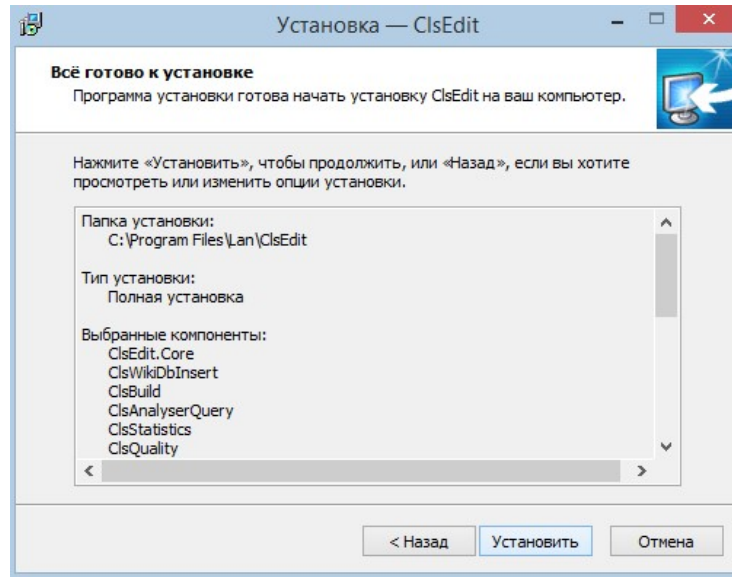 Установка — ClsEdit
Всё готово к установке
Программа установки готова начать установку ClsEdit на ваш компьютер.
Нажмите «Установить», чтобы продолжить, или «Назад», если вы хотите
просмотреть или изменить опции установки.
Папка установки:
C:\Program Files\Lan\ClsEdit
Тип установки:
Полная установка
Выбранные компоненты:
ClsEdit.Core
ClsWikiDbInsert
ClsBuild
ClsAnalyserQuery
ClsStatistics
ClsQuality
< Назад
Установить
Отмена